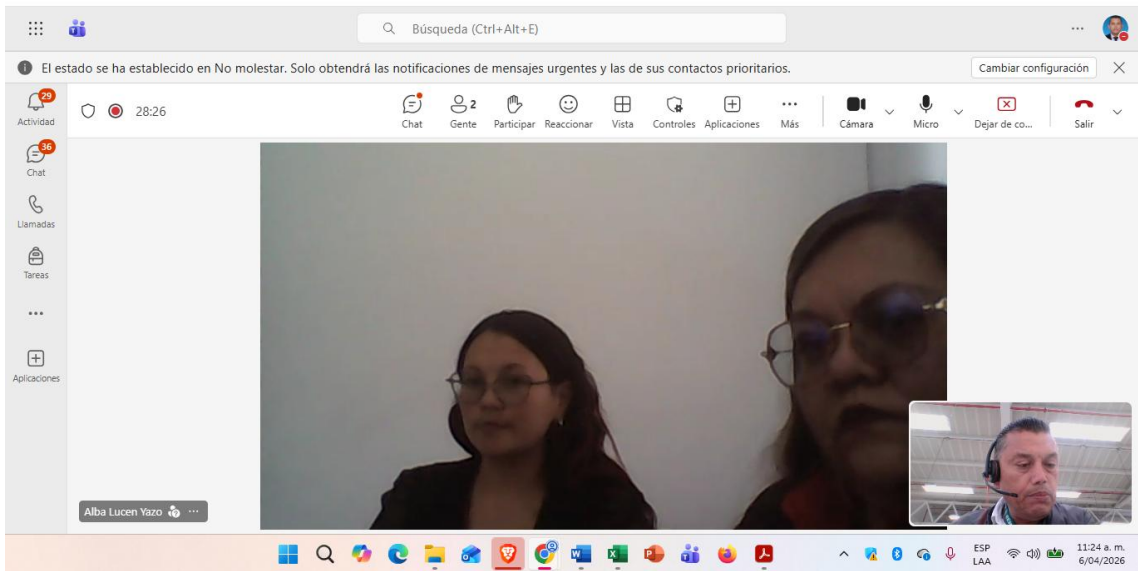 Búsqueda (Ctrl+Alt+E)
El estado se ha establecido en No molestar. Solo obtendrá las notificaciones de mensajes urgentes y las de sus contactos prioritarios.
Cambiar configuración
29
Actividad
28:26
Chat
2
Gente
Participar
Reaccionar
Vista
Controles
Aplicaciones
Más
Cámara
Micro
Dejar de co...
Salir
36
Chat
Llamadas
Tareas
Aplicaciones
Alba Lucen Yazo
ESP
LAA
11:24 a. m.
6/04/2026